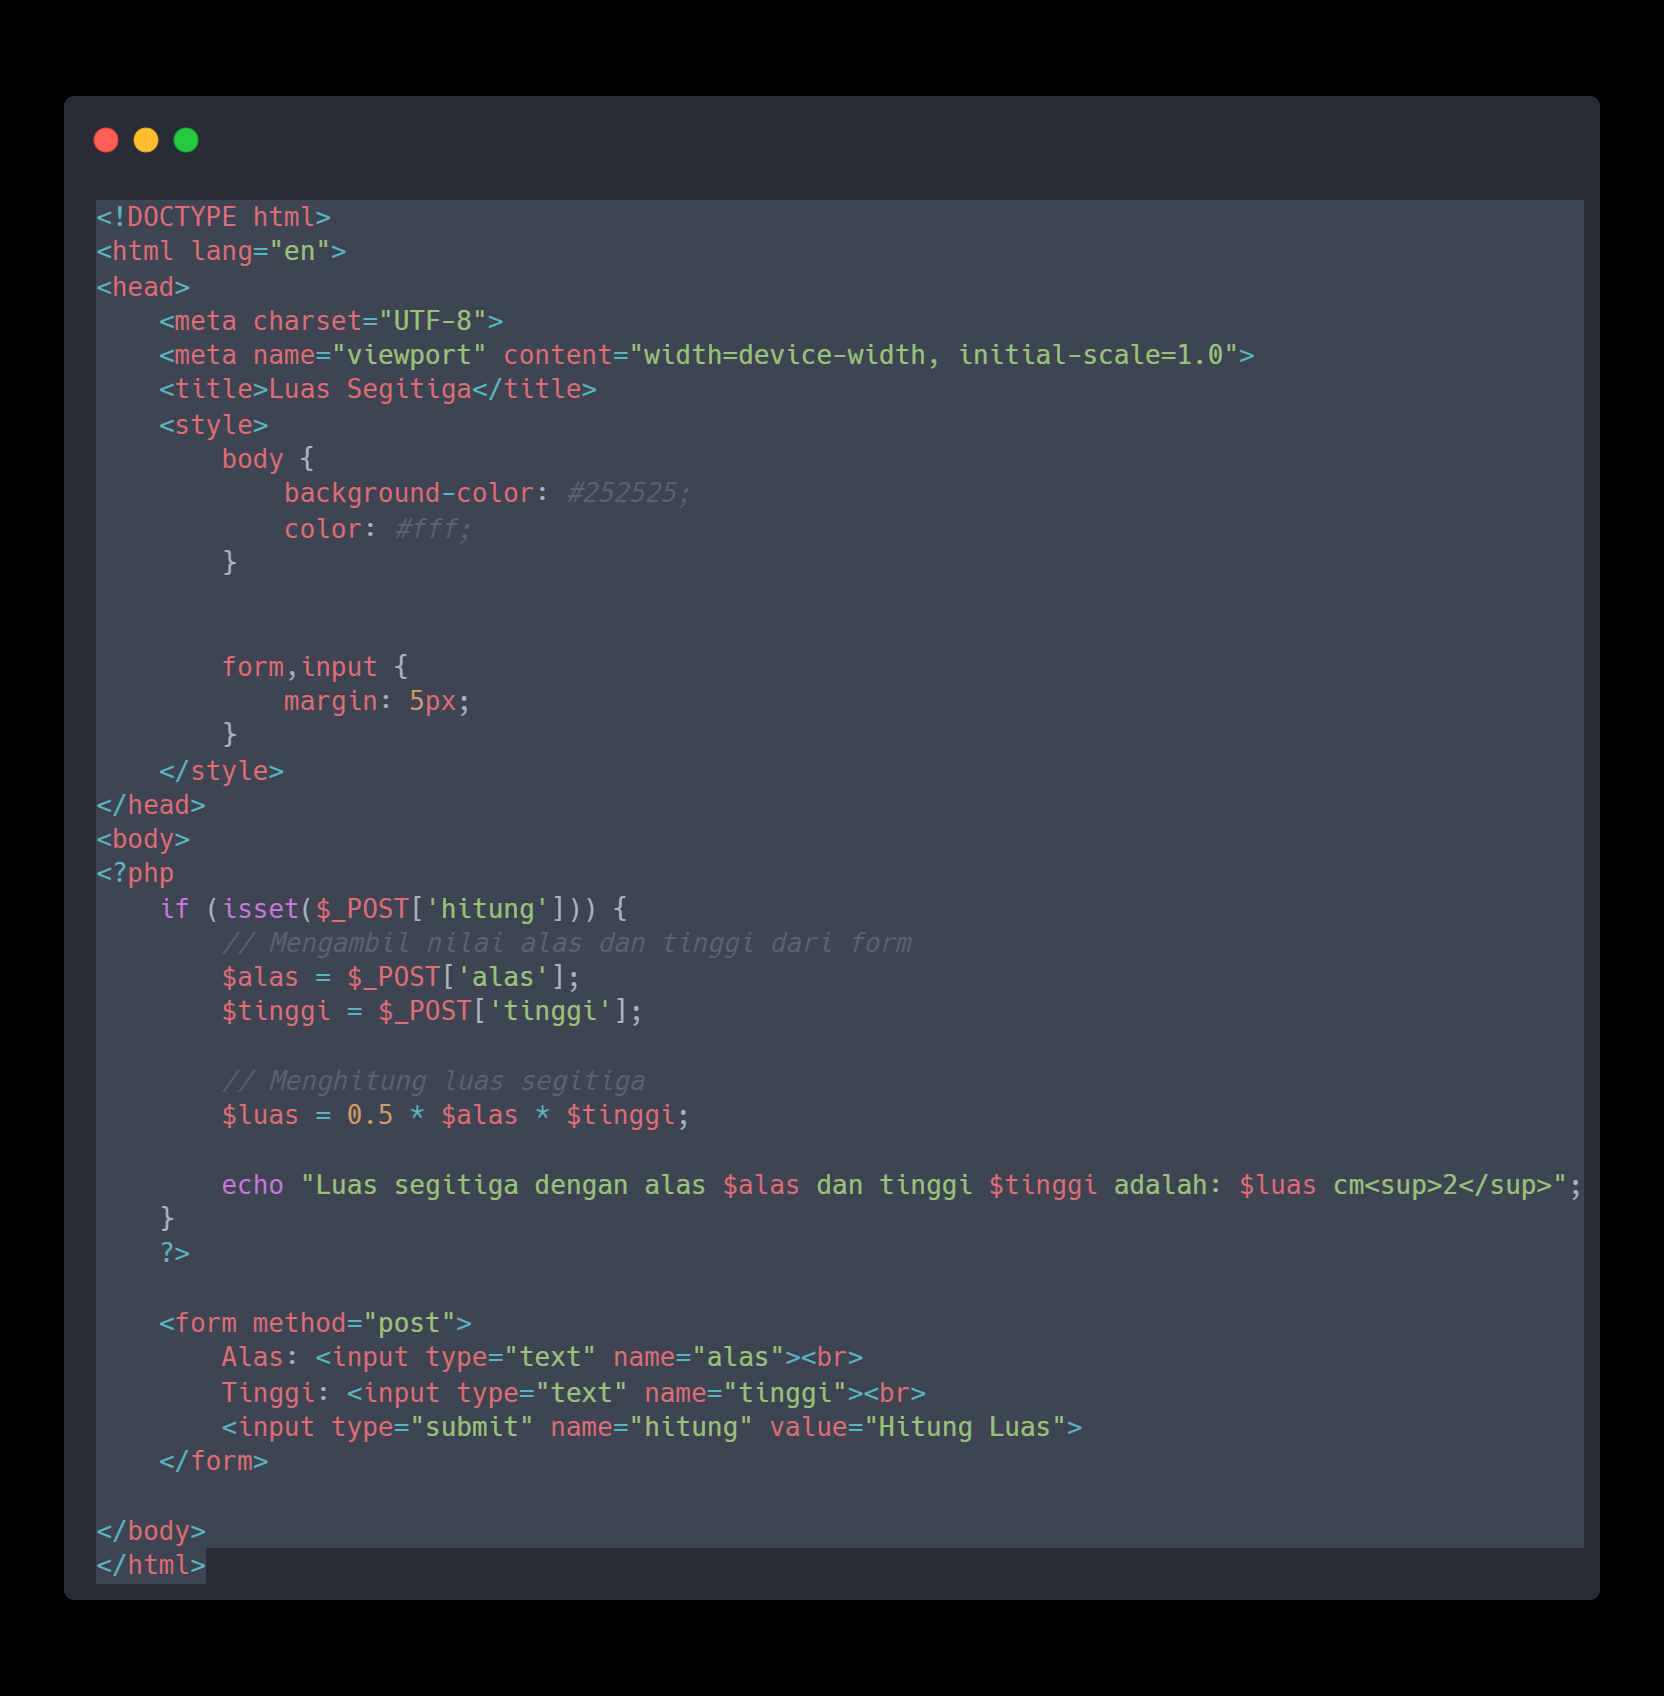 <!DOCTYPE html>
<html lang="en">
<head>
    <meta charset="UTF-8">
    <meta name="viewport" content="width=device-width, initial-scale=1.0">
    <title>Luas Segitiga</title>
    <style>
        body {
            background-color: #252525;
            color: #fff;
        }
        form,input {
            margin: 5px;
        }
    </style>
</head>
<body>
<?php
    if (isset($_POST['hitung'])) {
        // Mengambil nilai alas dan tinggi dari form
        $alas = $_POST['alas'];
        $tinggi = $_POST['tinggi'];
        // Menghitung luas segitiga
        $luas = 0.5 * $alas * $tinggi;
        echo "Luas segitiga dengan alas $alas dan tinggi $tinggi adalah: $luas cm<sup>2</sup>";
    }
    ?>
    <form method="post">
        Alas: <input type="text" name="alas"><br>
        Tinggi: <input type="text" name="tinggi"><br>
        <input type="submit" name="hitung" value="Hitung Luas">
    </form>
</body>
</html>